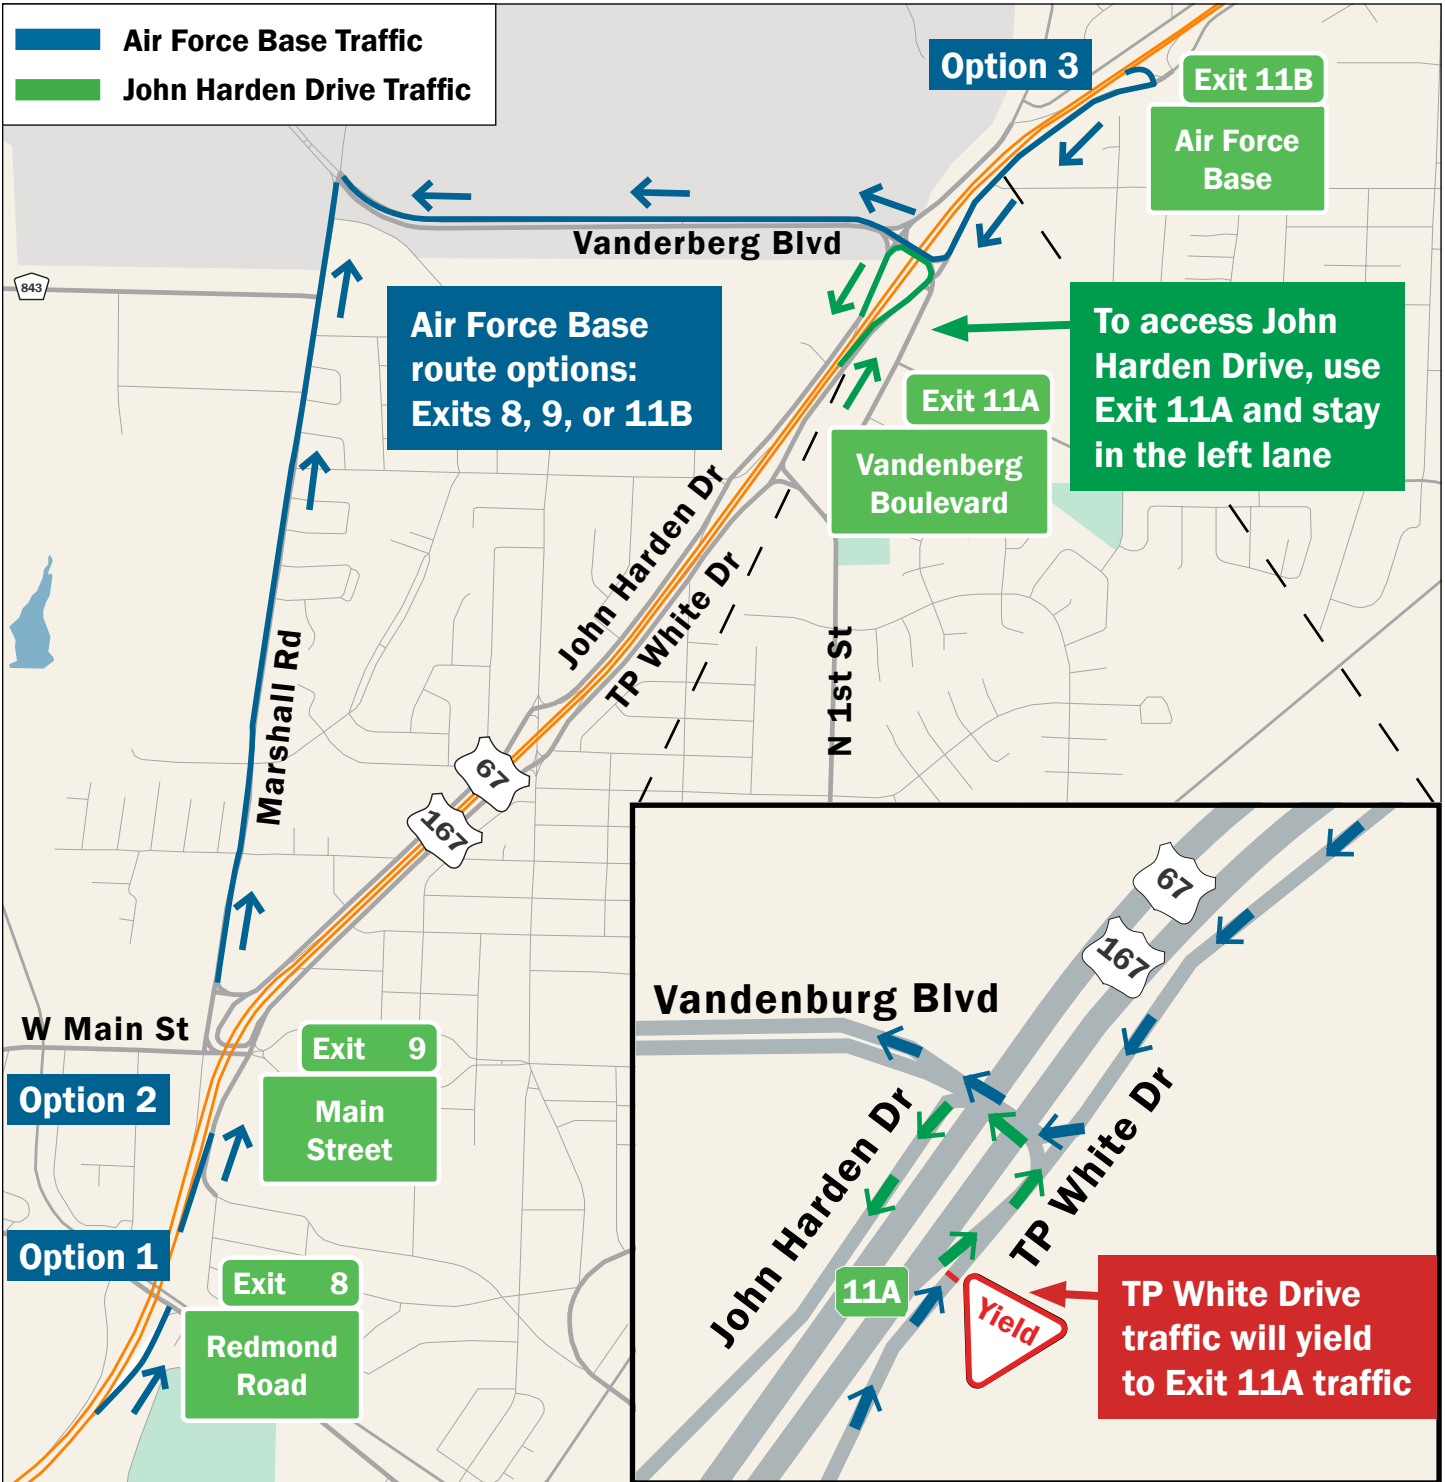 Air Force Base Traffic
John Harden Drive Traffic
Option 3
Exit 11B
Air Force
Base
Vanderberg Blvd
843
Air Force Base
route options:
Exits 8, 9, or 11B
To access John
Harden Drive, use
Exit 11A and stay
in the left lane
Exit 11A
Vandenberg
Boulevard
John Harden Dr
TP White Dr
N 1st St
Marshall Rd
67
167
W Main St
Exit 9
Main
Street
Option 2
Option 1
Exit 8
Redmond
Road
67
167
Vandenburg Blvd
John Harden Dr
TP White Dr
11A
Yield
TP White Drive
traffic will yield
to Exit 11A traffic